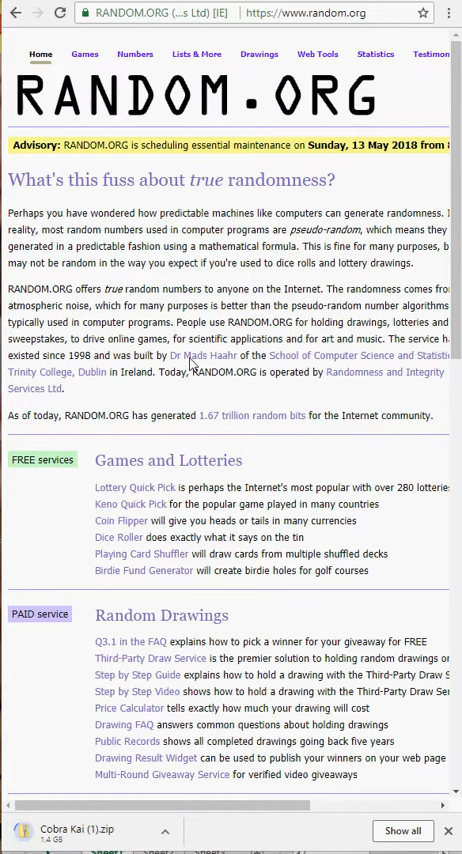 RANDOM.ORG (...s Ltd) [IE] https://www.random.org
Home Games Numbers Lists & More Drawings Web Tools Statistics Testimon
RANDOM.ORG
Advisory: RANDOM.ORG is scheduling essential maintenance on Sunday, 13 May 2018 from
What's this fuss about true randomness?
Perhaps you have wondered how predictable machines like computers can generate randomness. I
reality, most random numbers used in computer programs are pseudo-random, which means they
generated in a predictable fashion using a mathematical formula. This is fine for many purposes, b
may not be random in the way you expect if you're used to dice rolls and lottery drawings.
RANDOM.ORG offers true random numbers to anyone on the Internet. The randomness comes from
atmospheric noise, which for many purposes is better than the pseudo-random number algorithms
typically used in computer programs. People use RANDOM.ORG for holding drawings, lotteries and
sweepstakes, to drive online games, for scientific applications and for art and music. The service h
existed since 1998 and was built by Dr Mads Haahr of the School of Computer Science and Statistic
Trinity College, Dublin in Ireland. Today, RANDOM.ORG is operated by Randomness and Integrity
Services Ltd.
As of today, RANDOM.ORG has generated 1.67 trillion random bits for the Internet community.
FREE services
Games and Lotteries
Lottery Quick Pick is perhaps the Internet's most popular with over 280 lotteries
Keno Quick Pick for the popular game played in many countries
Coin Flipper will give you heads or tails in many currencies
Dice Roller does exactly what it says on the tin
Playing Card Shuffler will draw cards from multiple shuffled decks
Birdie Fund Generator will create birdie holes for golf courses
PAID service
Random Drawings
Q3.1 in the FAQ explains how to pick a winner for your giveaway for FREE
Third-Party Draw Service is the premier solution to holding random drawings or
Step by Step Guide explains how to hold a drawing with the Third-Party Draw S
Step by Step Video shows how to hold a drawing with the Third-Party Draw Ser
Price Calculator tells exactly how much your drawing will cost
Drawing FAQ answers common questions about holding drawings
Public Records shows all completed drawings going back five years
Drawing Result Widget can be used to publish your winners on your web page
Multi-Round Giveaway Service for verified video giveaways
Cobra Kai (1).zip
1.4 GB
Show all
Sheet1 Sheet2 Sheet3